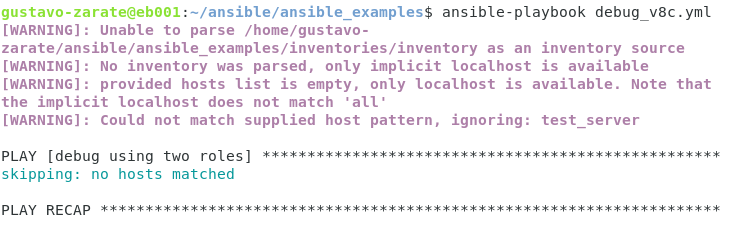 gustavo-zarate@eb001:~/ansible/ansible_examples$ ansible-playbook debug_v8c.yml
[WARNING]: Unable to parse /home/gustavo-
zarate/ansible/ansible_examples/inventories/inventory as an inventory source
[WARNING]: No inventory was parsed, only implicit localhost is available
[WARNING]: provided hosts list is empty, only localhost is available. Note that
the implicit localhost does not match 'all'
[WARNING]: Could not match supplied host pattern, ignoring: test_server
PLAY [debug using two roles] ***************************************************
skipping: no hosts matched
PLAY RECAP *********************************************************************